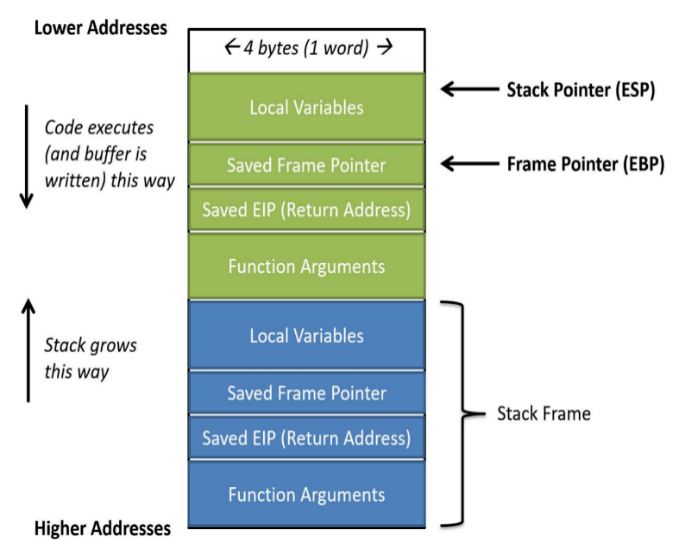 Lower Addresses
← 4 bytes (1 word) →
Stack Pointer (ESP)
Local Variables
Code executes
(and buffer is
written) this way
Saved Frame Pointer
Frame Pointer (EBP)
Saved EIP (Return Address)
Function Arguments
Local Variables
Stack grows
this way
Saved Frame Pointer
Stack Frame
Saved EIP (Return Address)
Function Arguments
Higher Addresses